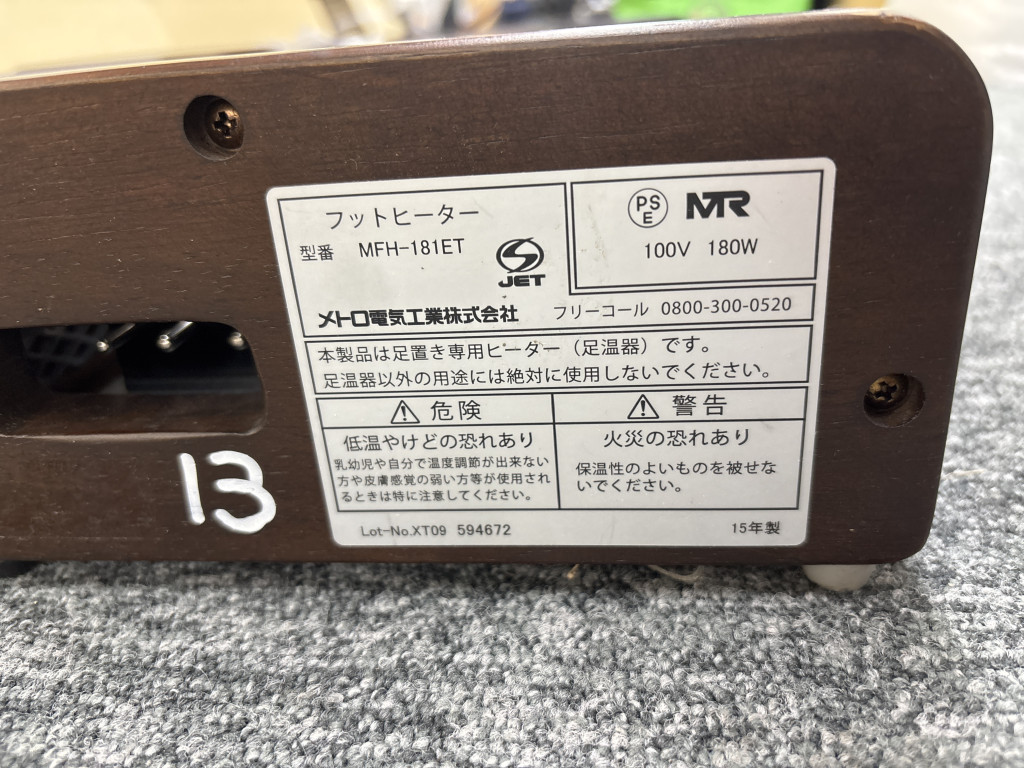 フットヒーター
型番 MFH-181ET
JET
PS
E
MTR
100V 180W
メトロ電気工業株式会社
フリーコール 0800-300-0520
本製品は足置き専用ヒーター（足温器）です。
足温器以外の用途には絶対に使用しないでください。
⚠ 危険
低温やけどの恐れあり
乳幼児や自分で温度調節が出来ない
方や皮膚感覚の弱い方等が使用され
るときは特に注意してください。
⚠ 警告
火災の恐れあり
保温性のよいものを被せな
いでください。
Lot-No.XT09 594672
15年製
13